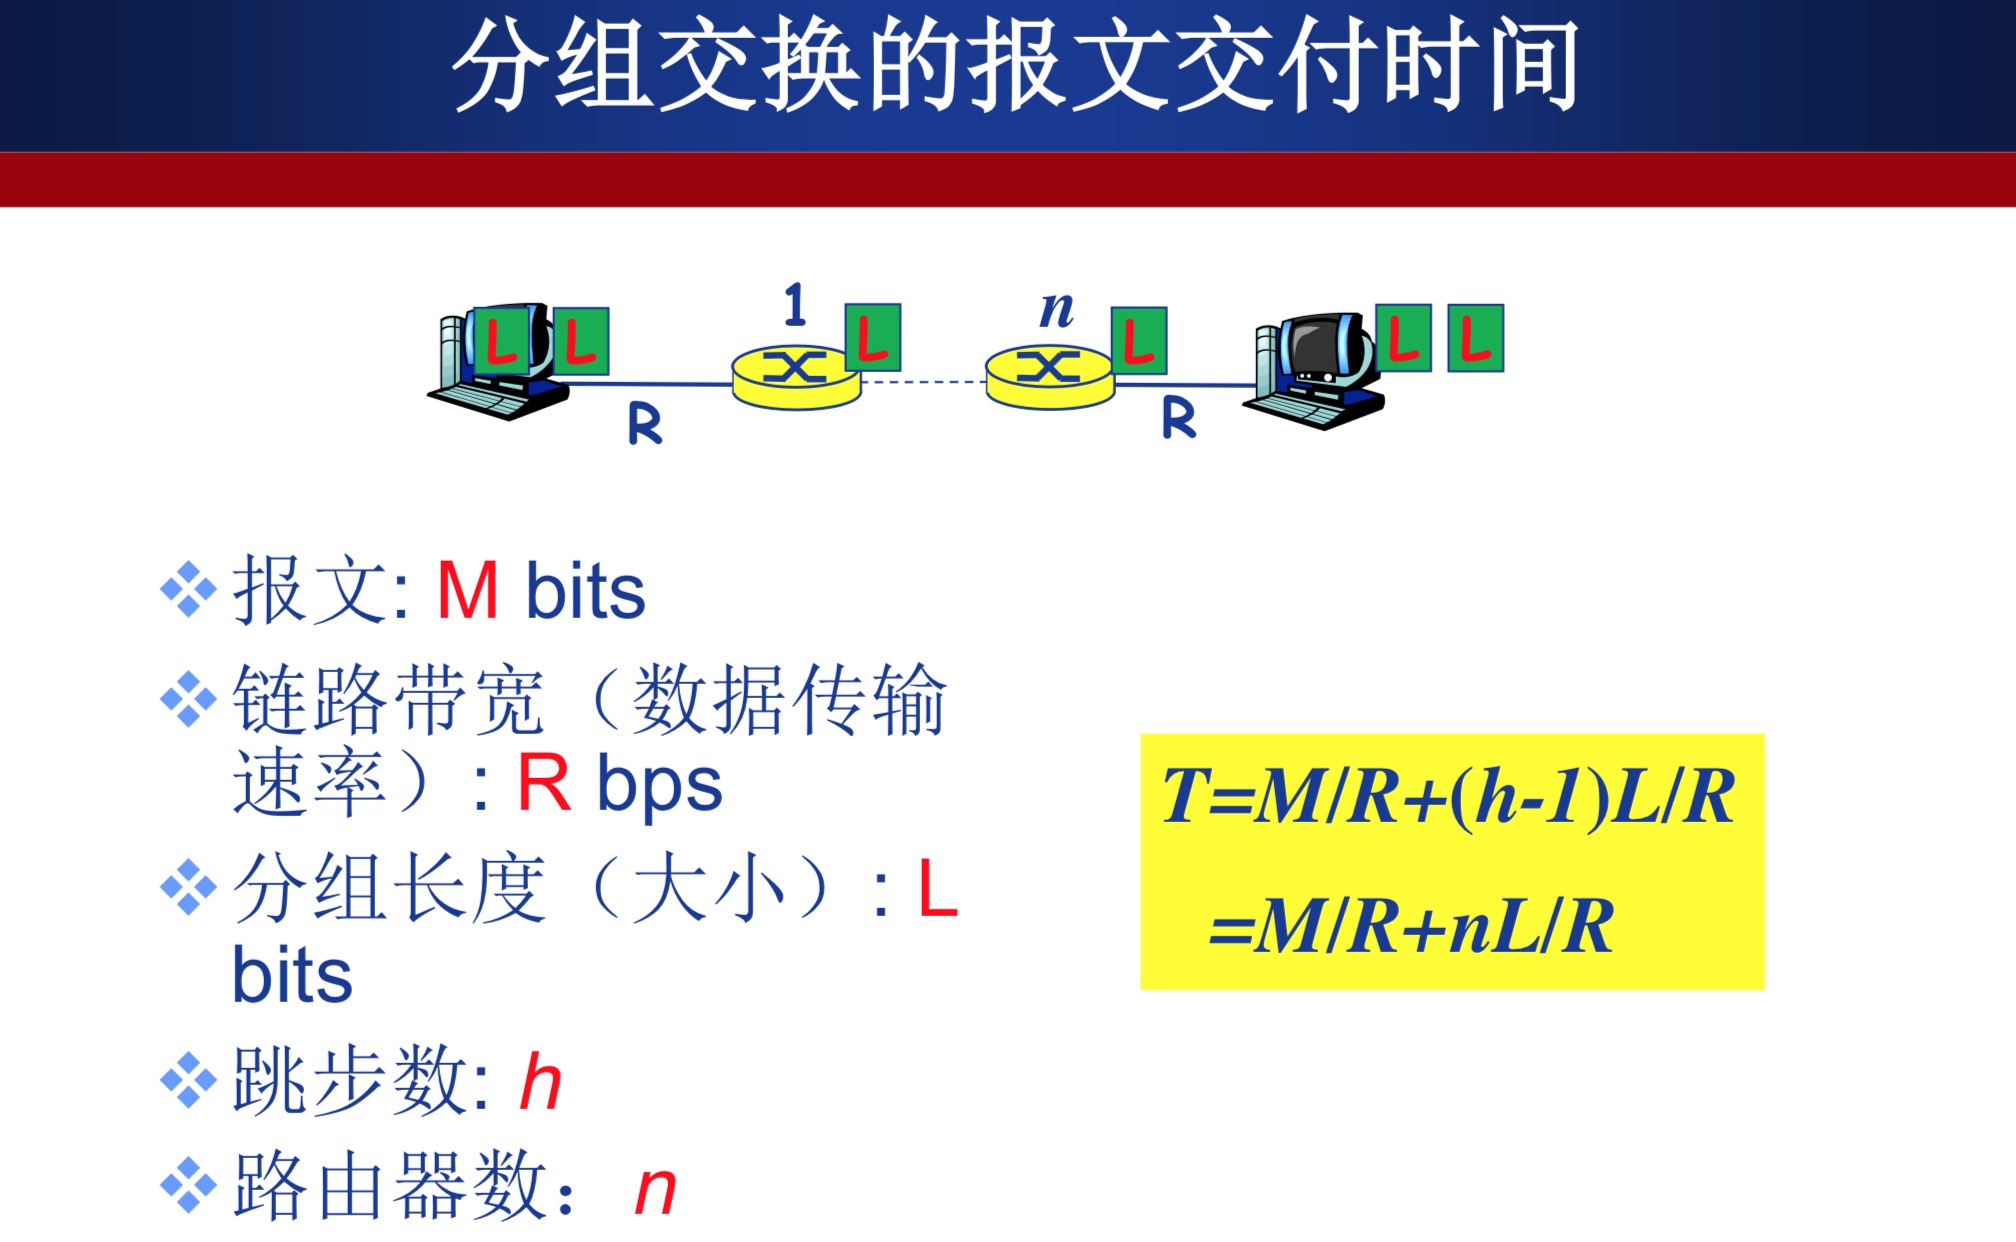 分组交换的报文交付时间
1 n
L L L L L L
R R
报文: M bits
链路带宽（数据传输
速率）: R bps
分组长度（大小）: L
bits
跳步数: h
路由器数： n
T=M/R+(h-1)L/R
=M/R+nL/R